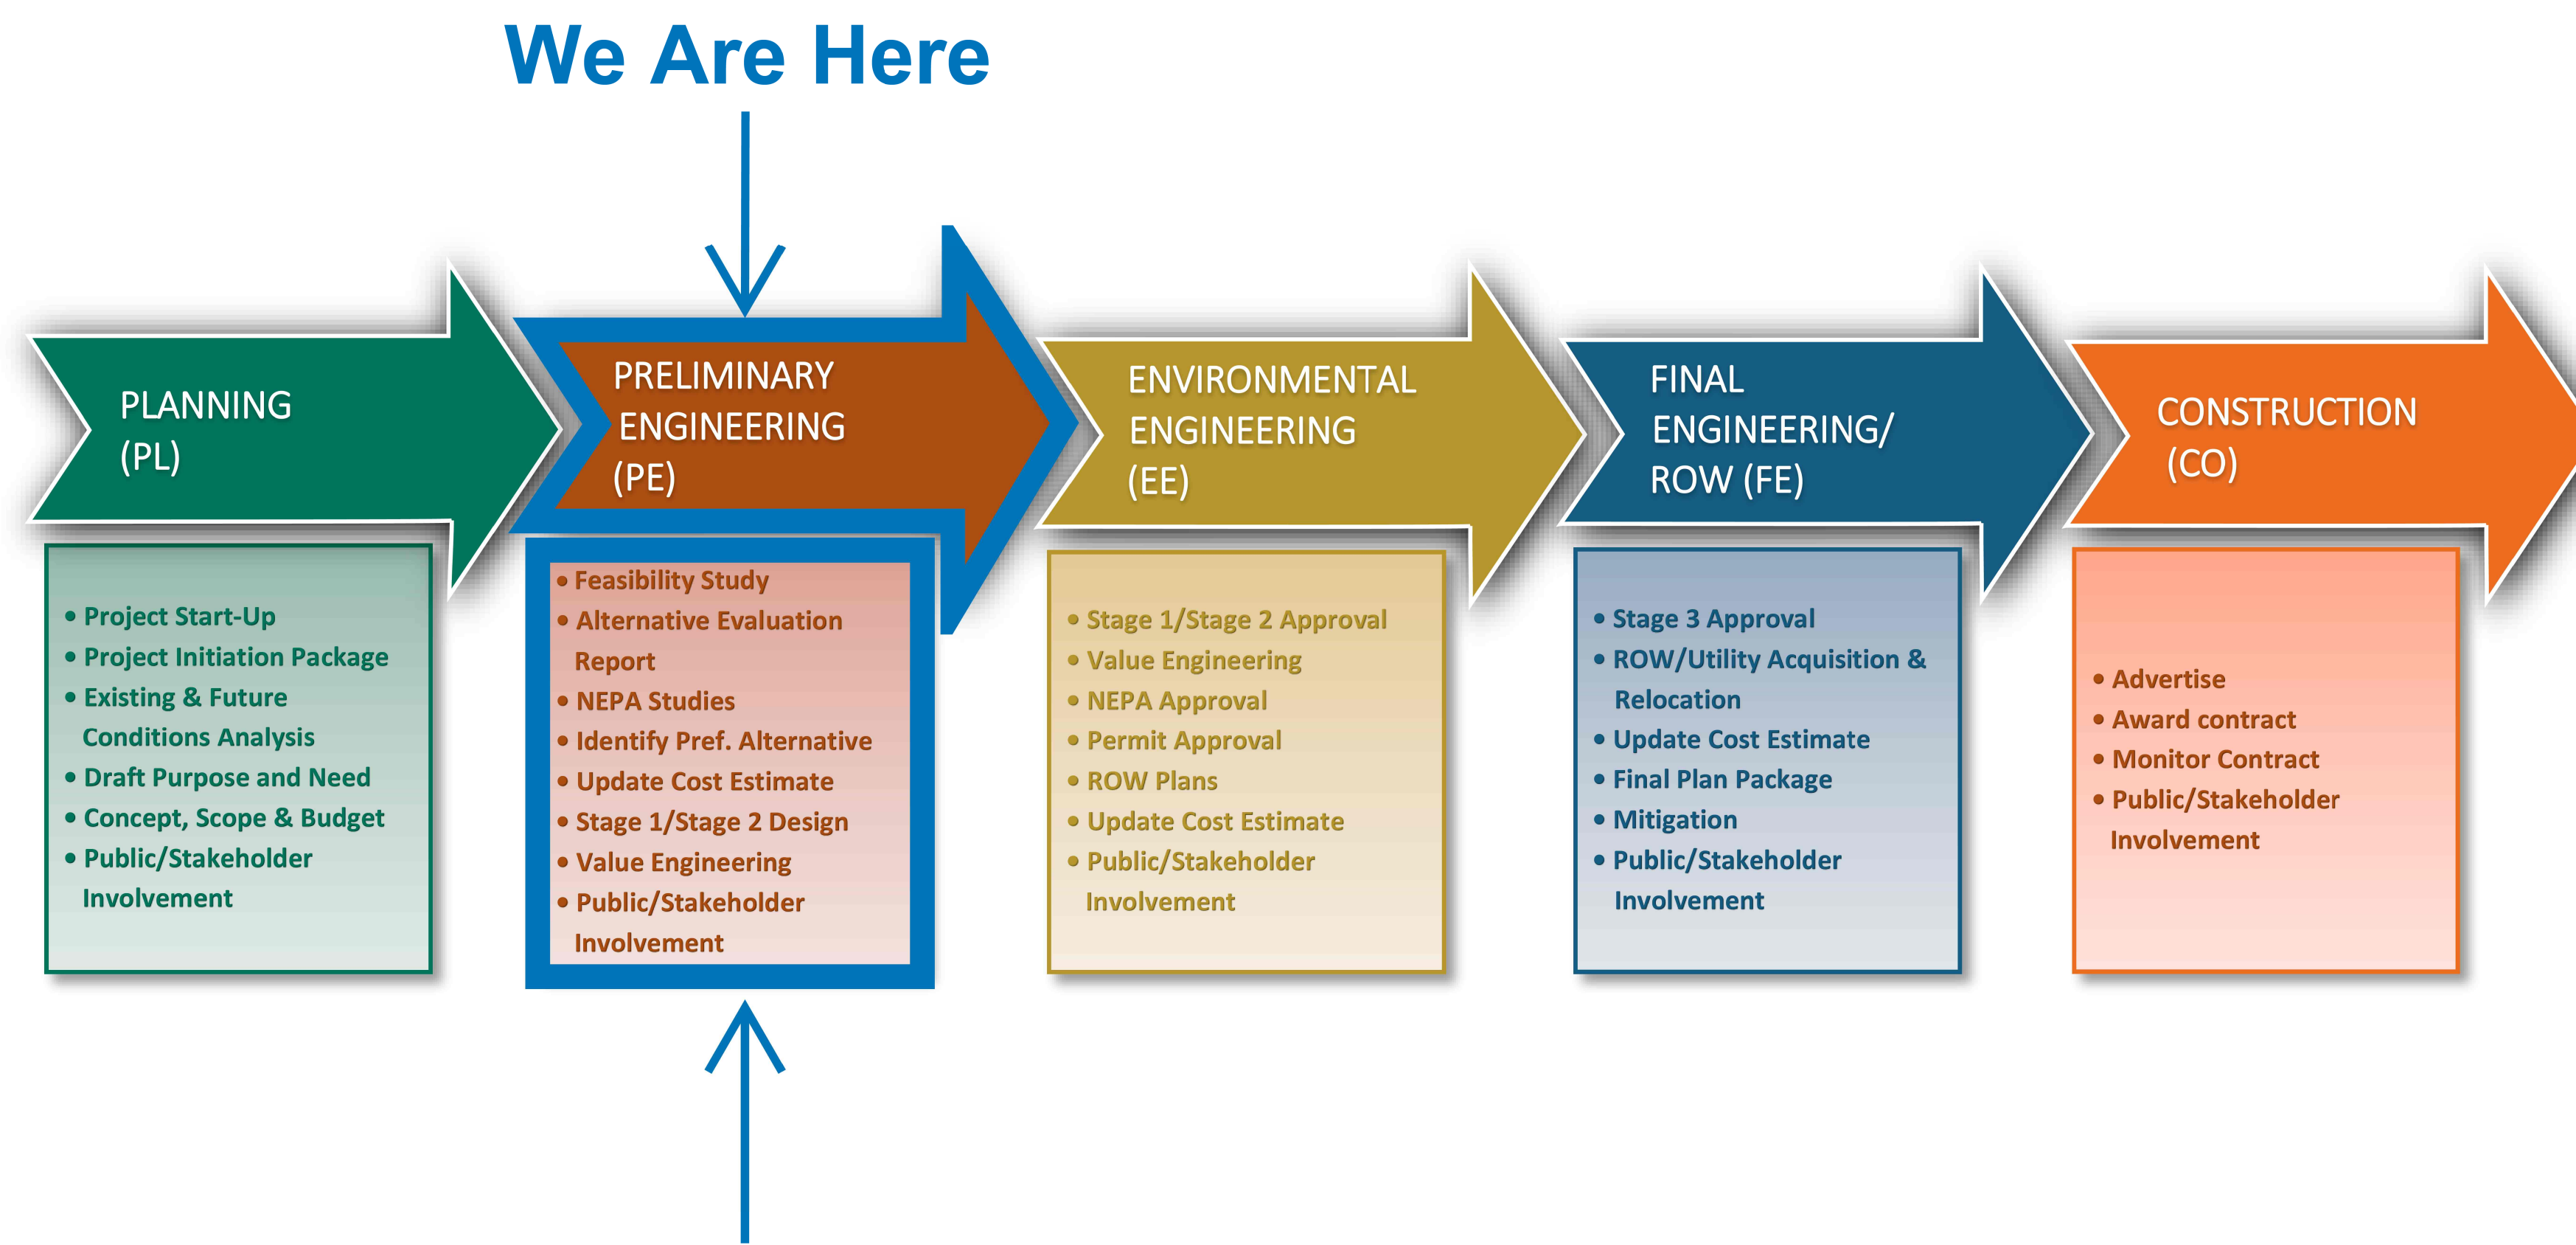 We Are Here
PLANNING
(PL)
• Project Start-Up
• Project Initiation Package
• Existing & Future
Conditions Analysis
• Draft Purpose and Need
• Concept, Scope & Budget
• Public/Stakeholder
Involvement
PRELIMINARY
ENGINEERING
(PE)
• Feasibility Study
• Alternative Evaluation
Report
• NEPA Studies
• Identify Pref. Alternative
• Update Cost Estimate
• Stage 1/Stage 2 Design
• Value Engineering
• Public/Stakeholder
Involvement
ENVIRONMENTAL
ENGINEERING
(EE)
• Stage 1/Stage 2 Approval
• Value Engineering
• NEPA Approval
• Permit Approval
• ROW Plans
• Update Cost Estimate
• Public/Stakeholder
Involvement
FINAL
ENGINEERING/
ROW (FE)
• Stage 3 Approval
• ROW/Utility Acquisition &
Relocation
• Update Cost Estimate
• Final Plan Package
• Mitigation
• Public/Stakeholder
Involvement
CONSTRUCTION
(CO)
• Advertise
• Award contract
• Monitor Contract
• Public/Stakeholder
Involvement